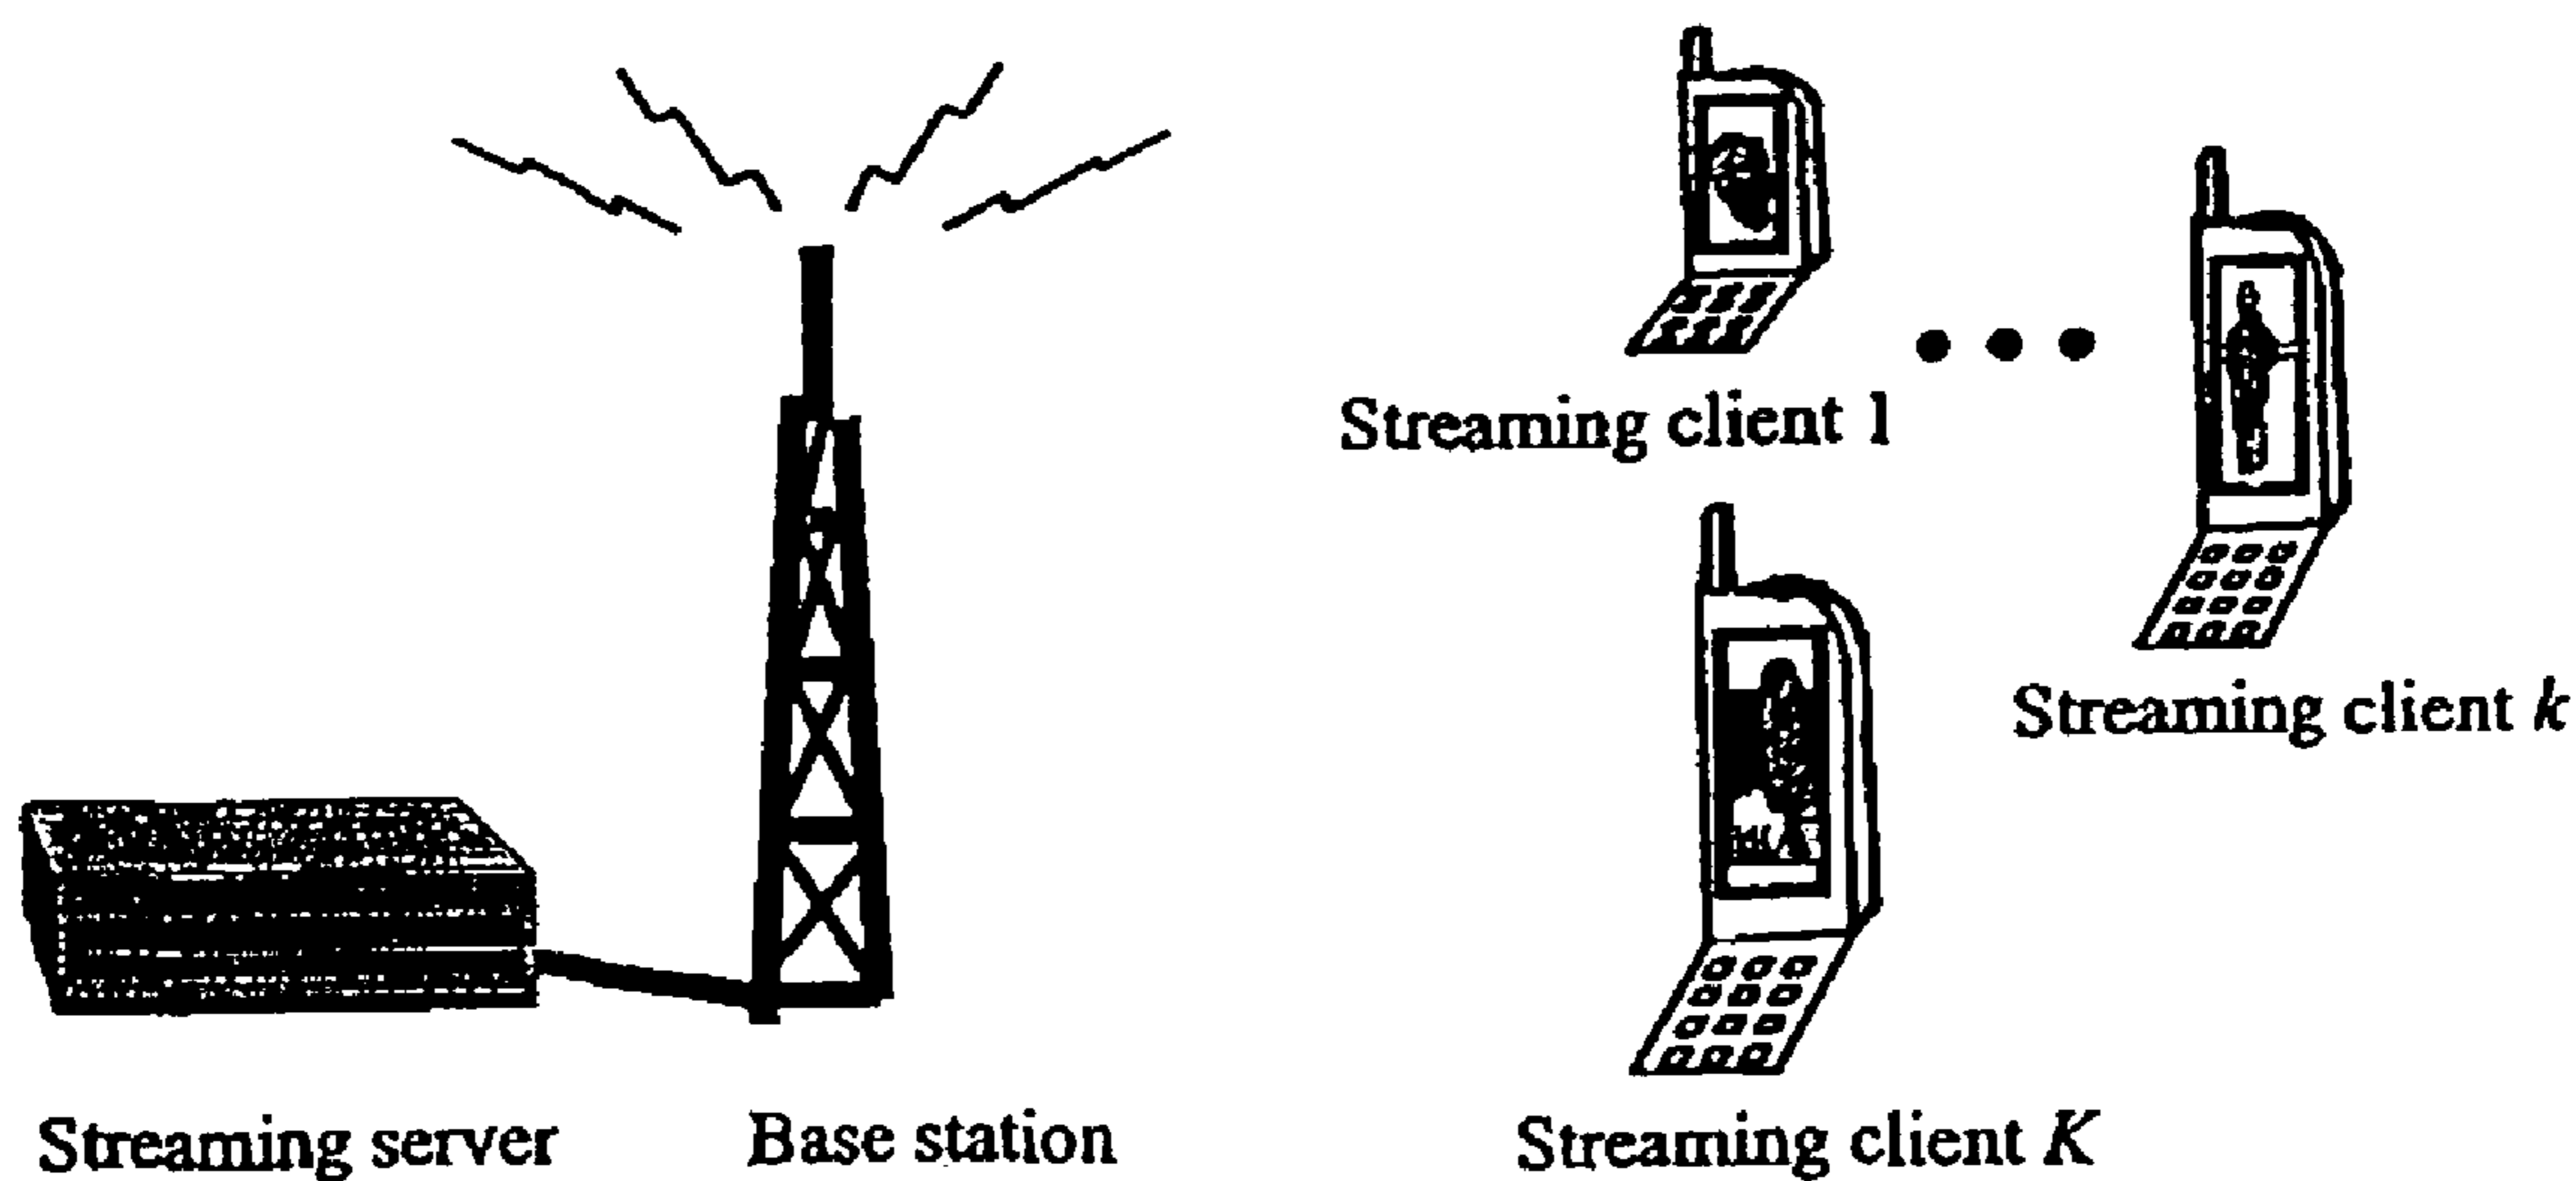 Streaming client 1
Streaming client k
Streaming server
Base station
Streaming client K